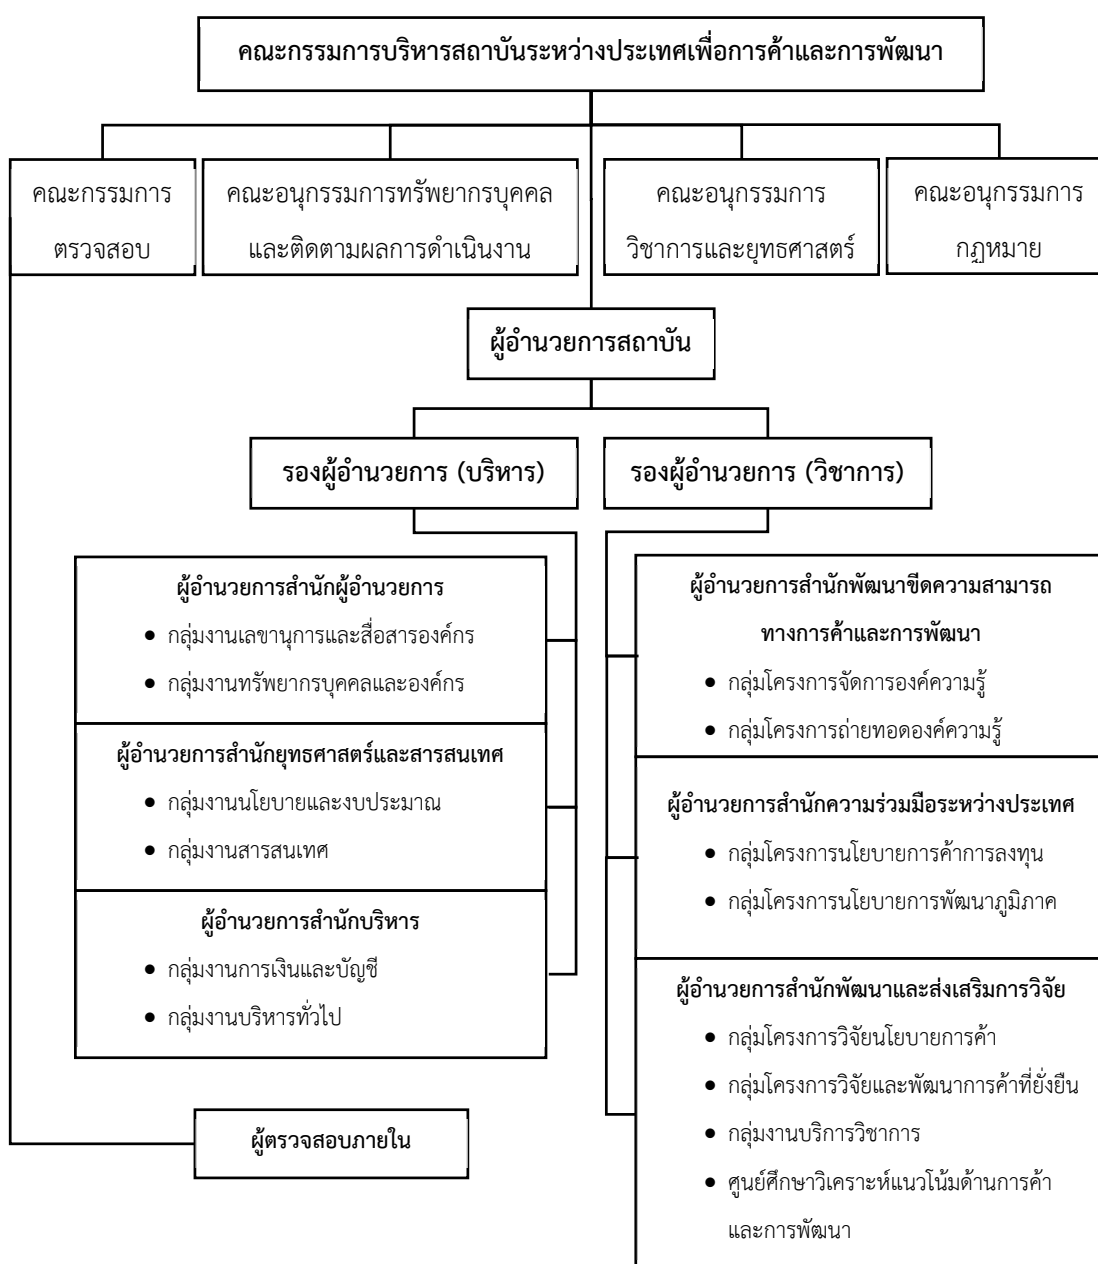 คณะกรรมการบริหารสถาบันระหว่างประเทศเพื่อการค้าและการพัฒนา
คณะกรรมการ
ตรวจสอบ
คณะอนุกรรมการทรัพยากรบุคคล
และติดตามผลการดำเนินงาน
คณะอนุกรรมการ
วิชาการและยุทธศาสตร์
คณะอนุกรรมการ
กฎหมาย
ผู้อำนวยการสถาบัน
รองผู้อำนวยการ (บริหาร)
รองผู้อำนวยการ (วิชาการ)
ผู้อำนวยการสำนักผู้อำนวยการ
• กลุ่มงานเลขานุการและสื่อสารองค์กร
• กลุ่มงานทรัพยากรบุคคลและองค์กร
ผู้อำนวยการสำนักยุทธศาสตร์และสารสนเทศ
• กลุ่มงานนโยบายและงบประมาณ
• กลุ่มงานสารสนเทศ
ผู้อำนวยการสำนักบริหาร
• กลุ่มงานการเงินและบัญชี
• กลุ่มงานบริหารทั่วไป
ผู้ตรวจสอบภายใน
ผู้อำนวยการสำนักพัฒนาขีดความสามารถ
ทางการค้าและการพัฒนา
• กลุ่มโครงการจัดการองค์ความรู้
• กลุ่มโครงการถ่ายทอดองค์ความรู้
ผู้อำนวยการสำนักความร่วมมือระหว่างประเทศ
• กลุ่มโครงการนโยบายการค้าการลงทุน
• กลุ่มโครงการนโยบายการพัฒนาภูมิภาค
ผู้อำนวยการสำนักพัฒนาและส่งเสริมการวิจัย
• กลุ่มโครงการวิจัยนโยบายการค้า
• กลุ่มโครงการวิจัยและพัฒนาการค้าที่ยั่งยืน
• กลุ่มงานบริการวิชาการ
• ศูนย์ศึกษาวิเคราะห์แนวโน้มด้านการค้า
และการพัฒนา